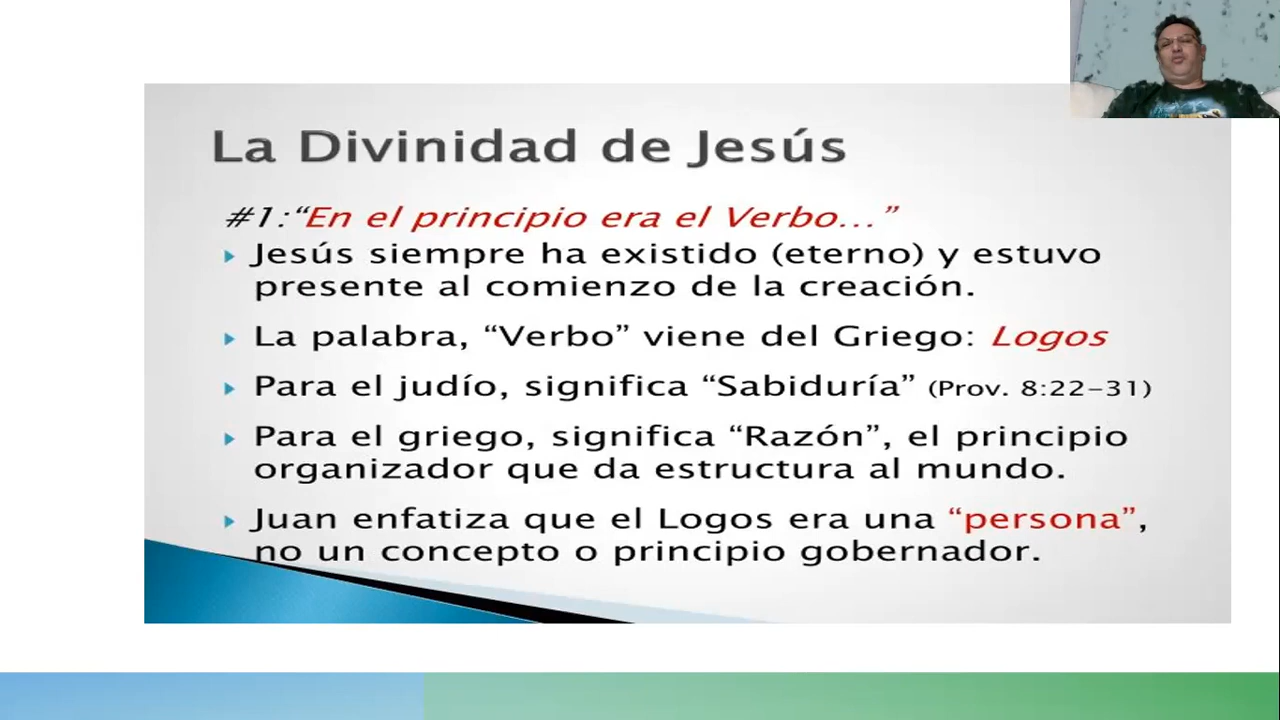 La Divinidad de Jesús
#1:“En el principio era el Verbo...”
Jesús siempre ha existido (eterno) y estuvo
presente al comienzo de la creación.
La palabra, “Verbo” viene del Griego: Logos
Para el judío, significa “Sabiduría” (Prov. 8:22-31)
Para el griego, significa “Razón”, el principio
organizador que da estructura al mundo.
Juan enfatiza que el Logos era una “persona”,
no un concepto o principio gobernador.